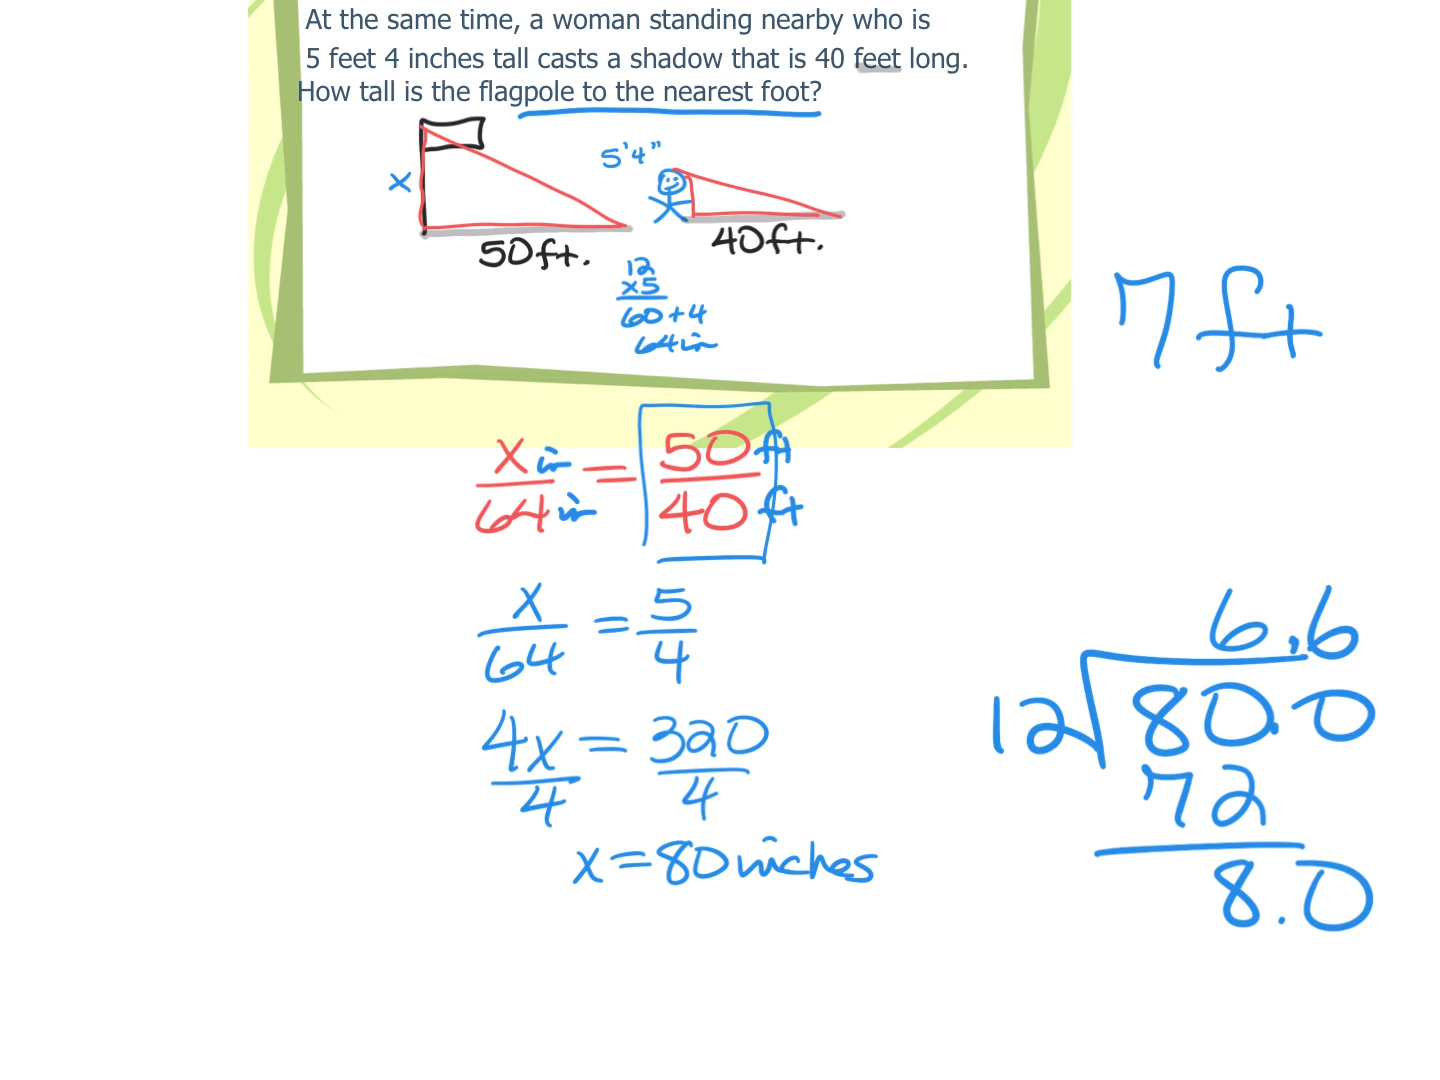 At the same time, a woman standing nearby who is
5 feet 4 inches tall casts a shadow that is 40 feet long.
How tall is the flagpole to the nearest foot?
x
50ft.
5'4"
40ft.
12
x5
60+4
64in
7ft
x in / 64 in = 50 ft / 40 ft
x / 64 = 5 / 4
4x / 4 = 320 / 4
x=80 inches
6.6
12 80.0
72
8.0